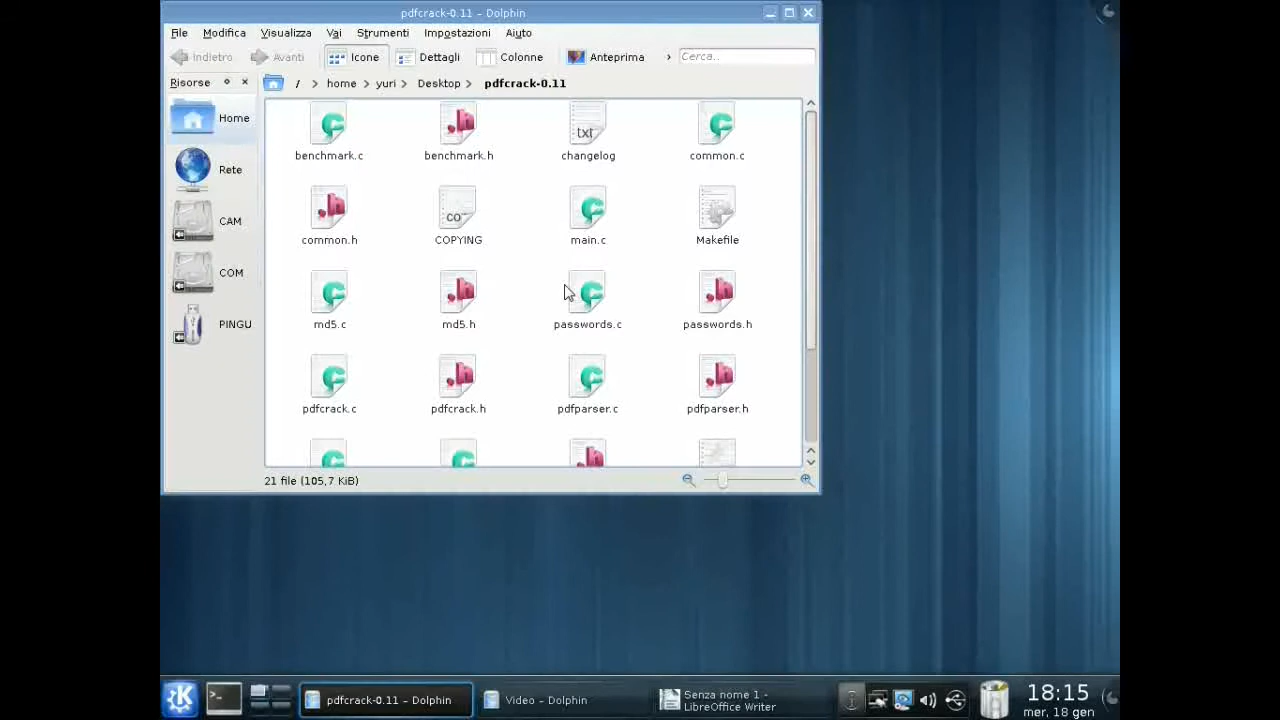 pdfcrack-0.11 – Dolphin
File Modifica Visualizza Vai Strumenti Impostazioni Aiuto
Indietro Avanti Icone Dettagli Colonne Anteprima Cerca...
Risorse / home yuri Desktop pdfcrack-0.11
Home
Rete
CAM
COM
PINGU
benchmark.c benchmark.h changelog common.c
common.h COPYING main.c Makefile
md5.c md5.h passwords.c passwords.h
pdfcrack.c pdfcrack.h pdfparser.c pdfparser.h
21 file (105,7 KiB)
pdfcrack-0.11 – Dolphin
Video – Dolphin
Senza nome 1 -
LibreOffice Writer
18:15
mer, 18 gen